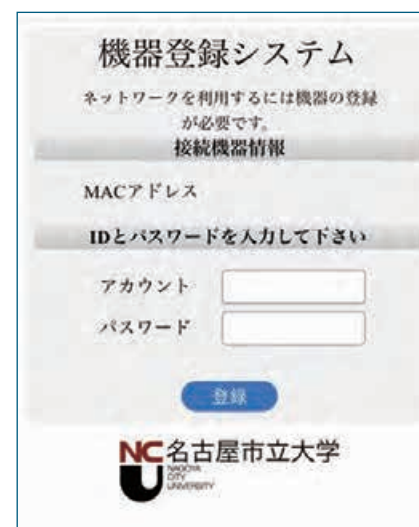 機器登録システム
ネットワークを利用するには機器の登録
が必要です。
接続機器情報
MACアドレス
IDとパスワードを入力して下さい
アカウント
パスワード
登録
NCU 名古屋市立大学
NAGOYA
CITY
UNIVERSITY